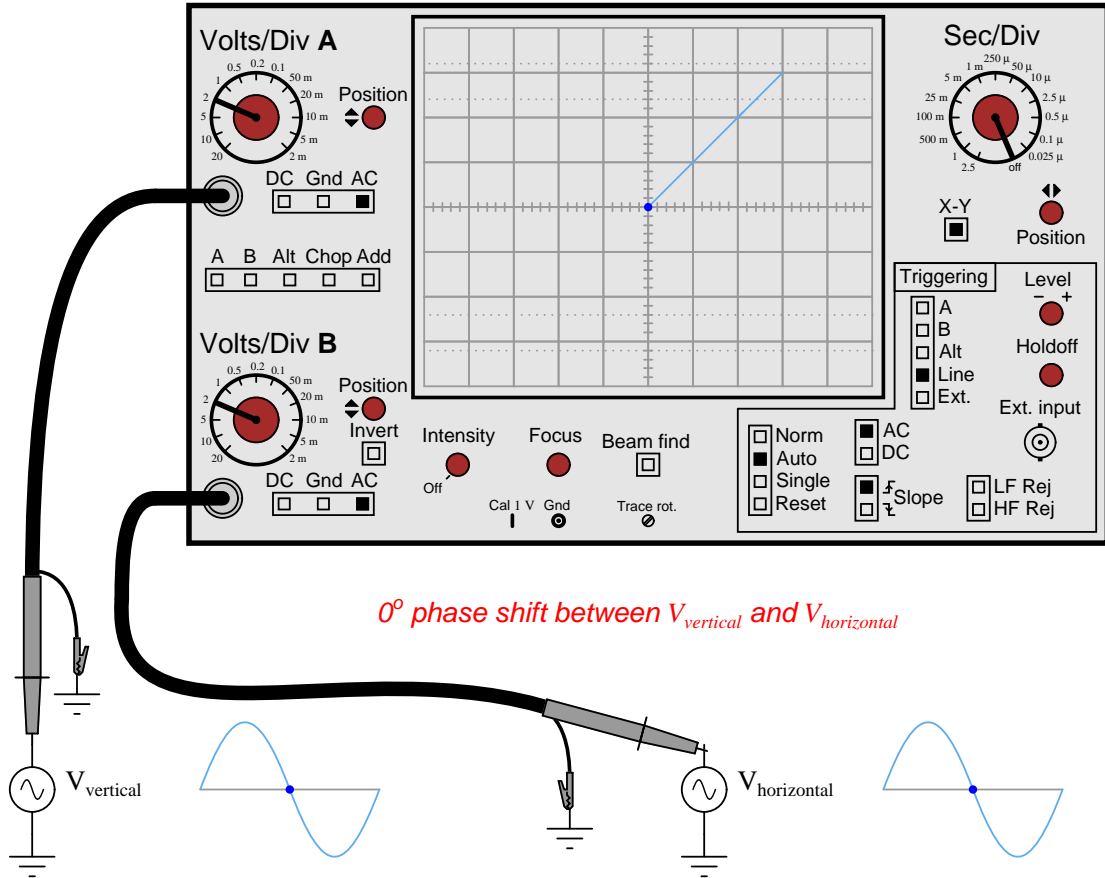 Volts/Div A
20
10
5
2
1
0.5
0.2
0.1
50 m
20 m
10 m
5 m
2 m
Position
DC Gnd AC
A B Alt Chop Add
Volts/Div B
20
10
5
2
1
0.5
0.2
0.1
50 m
20 m
10 m
5 m
2 m
Position
Invert
DC Gnd AC
Intensity
Off
Focus
Beam find
Cal 1 V Gnd
Trace rot.
Sec/Div
2.5
1
500 m
100 m
25 m
5 m
1 m
250 µ
50 µ
10 µ
2.5 µ
0.5 µ
0.1 µ
0.025 µ
off
X-Y
Position
Triggering
A
B
Alt
Line
Ext.
Level
− +
Holdoff
Ext. input
Norm
Auto
Single
Reset
AC
DC
Slope
LF Rej
HF Rej
0° phase shift between Vvertical and Vhorizontal
Vvertical
Vhorizontal